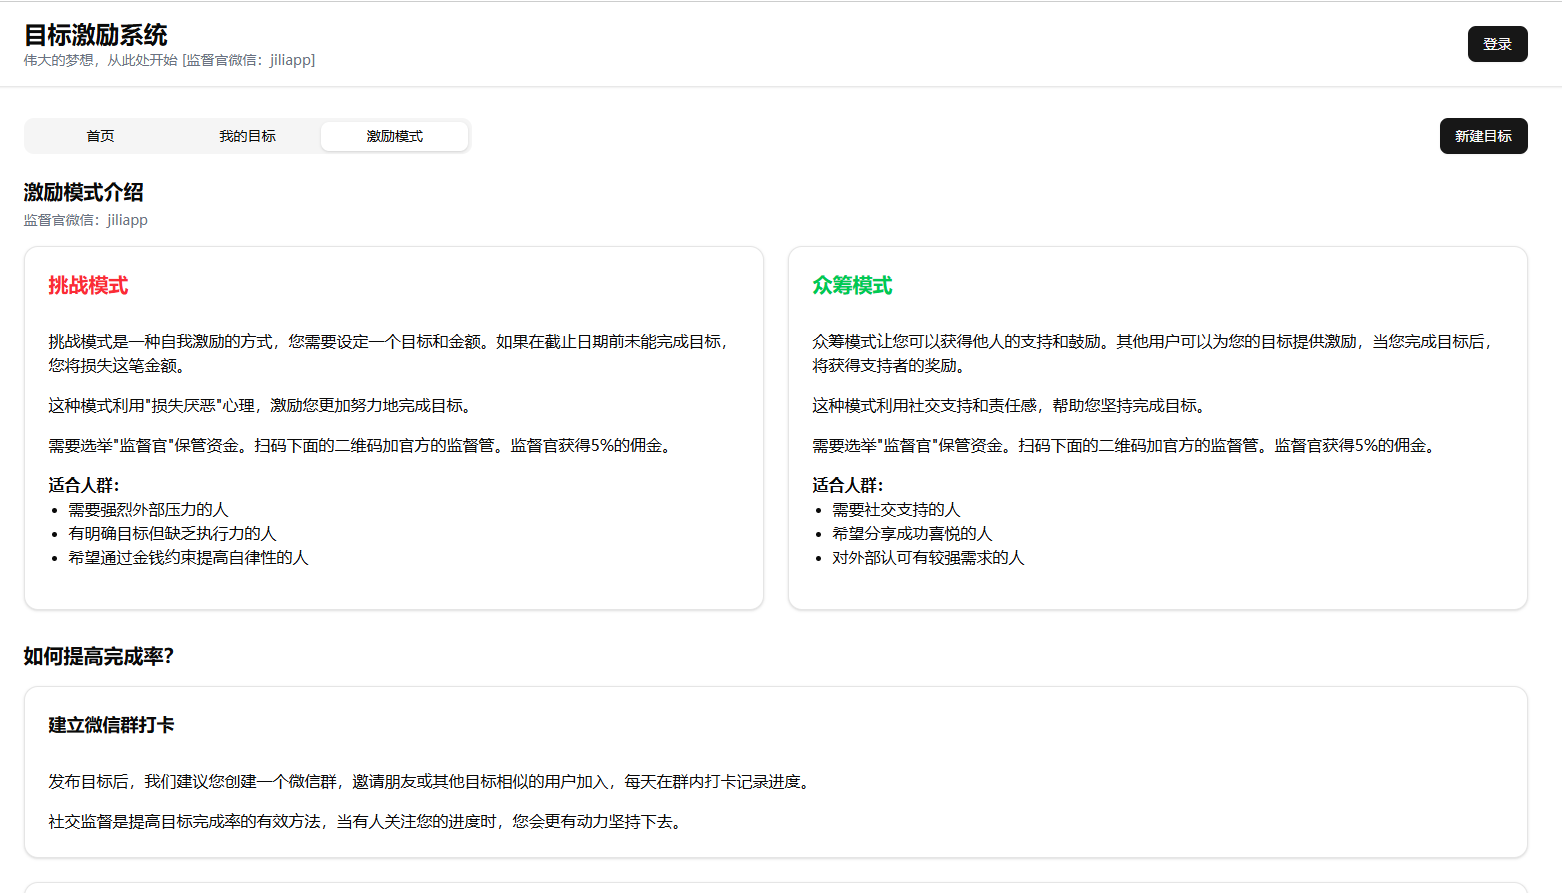 目标激励系统
伟大的梦想，从此处开始 [监督官微信：jiliapp]
登录
首页
我的目标
激励模式
新建目标
激励模式介绍
监督官微信：jiliapp
挑战模式
挑战模式是一种自我激励的方式，您需要设定一个目标和金额。如果在截止日期前未能完成目标，
您将损失这笔金额。
这种模式利用"损失厌恶"心理，激励您更加努力地完成目标。
需要选举"监督官"保管资金。扫码下面的二维码加官方的监督管。监督官获得5%的佣金。
适合人群：
• 需要强烈外部压力的人
• 有明确目标但缺乏执行力的人
• 希望通过金钱约束提高自律性的人
众筹模式
众筹模式让您可以获得他人的支持和鼓励。其他用户可以为您的目标提供激励，当您完成目标后，
将获得支持者的奖励。
这种模式利用社交支持和责任感，帮助您坚持完成目标。
需要选举"监督官"保管资金。扫码下面的二维码加官方的监督管。监督官获得5%的佣金。
适合人群：
• 需要社交支持的人
• 希望分享成功喜悦的人
• 对外部认可有较强需求的人
如何提高完成率？
建立微信群打卡
发布目标后，我们建议您创建一个微信群，邀请朋友或其他目标相似的用户加入，每天在群内打卡记录进度。
社交监督是提高目标完成率的有效方法，当有人关注您的进度时，您会更有动力坚持下去。